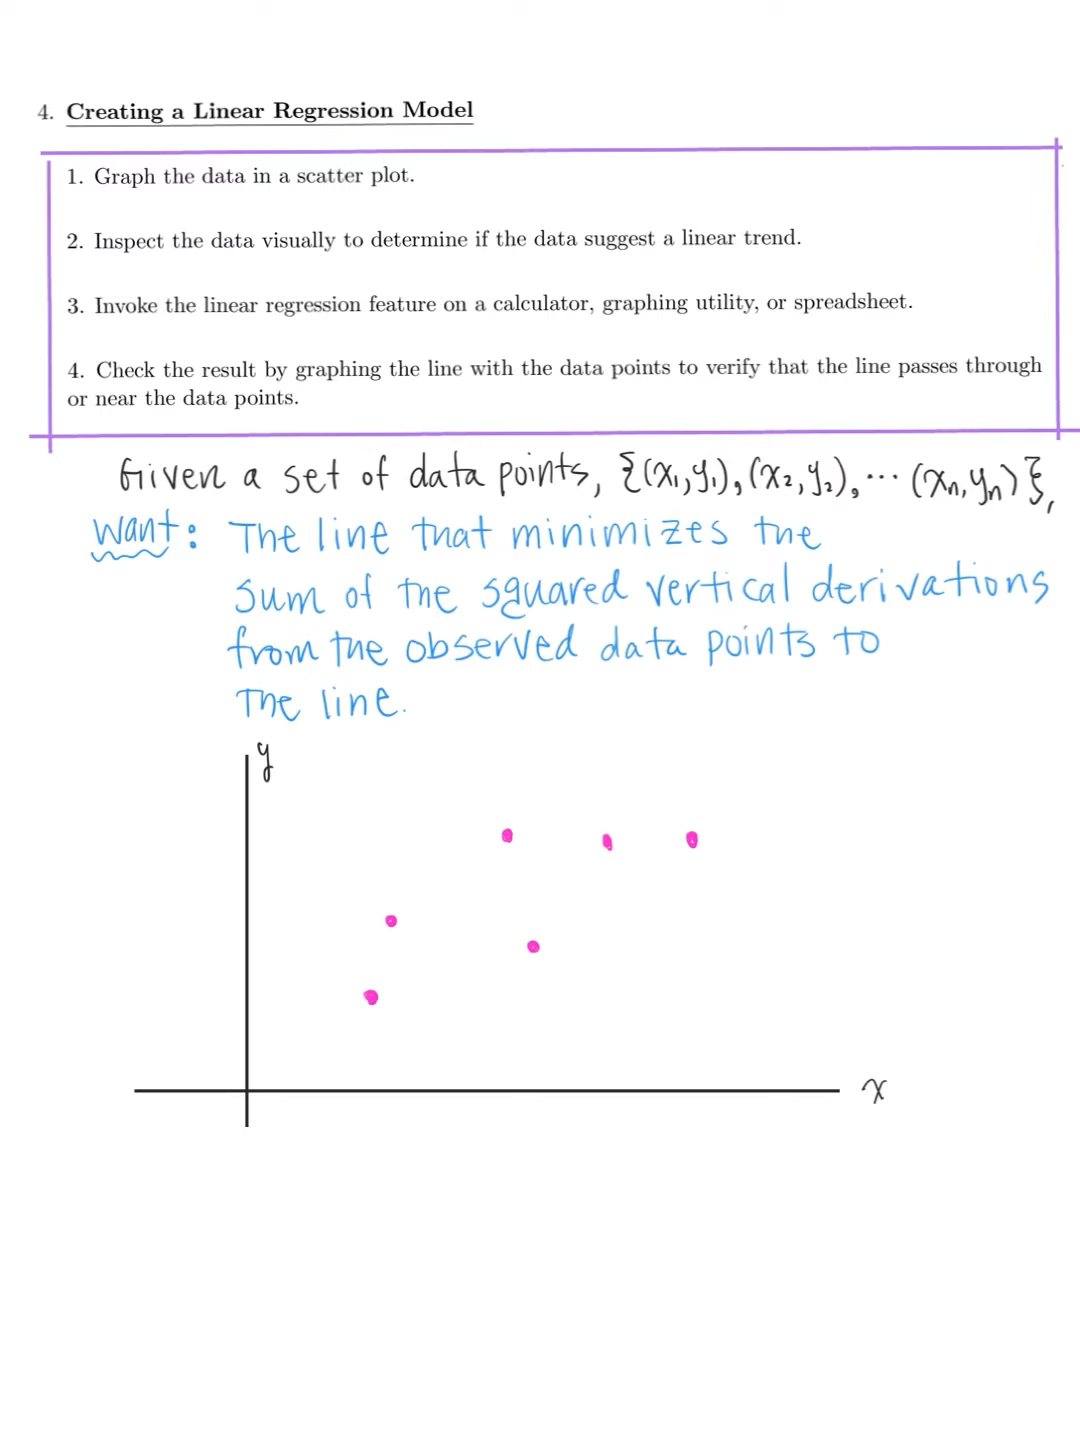 4. Creating a Linear Regression Model
1. Graph the data in a scatter plot.
2. Inspect the data visually to determine if the data suggest a linear trend.
3. Invoke the linear regression feature on a calculator, graphing utility, or spreadsheet.
4. Check the result by graphing the line with the data points to verify that the line passes through
or near the data points.
Given a set of data points, {(x₁,y₁), (x₂,y₂), ... (xₙ,yₙ)},
Want: The line that minimizes the
sum of the squared vertical derivations
from the observed data points to
the line.
y
x